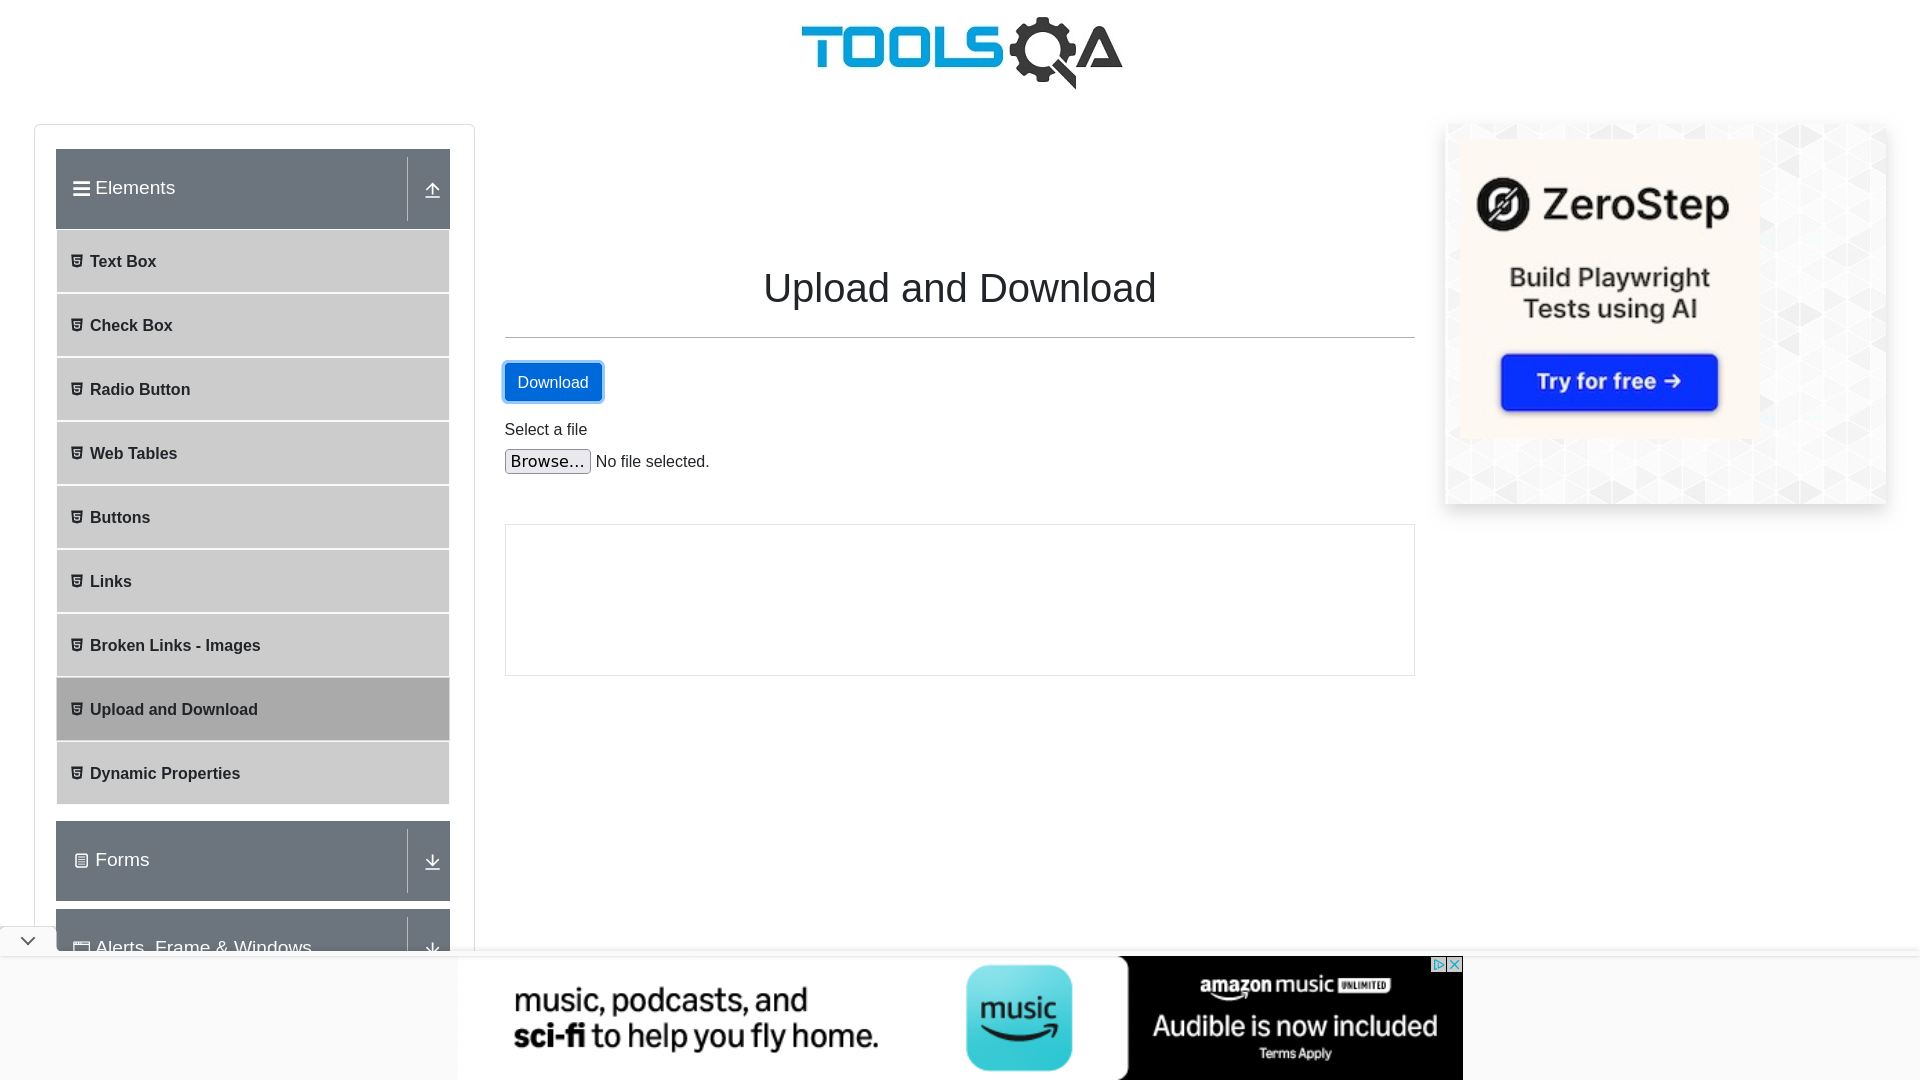 TOOLSQA
Elements
Text Box
Check Box
Radio Button
Web Tables
Buttons
Links
Broken Links - Images
Upload and Download
Dynamic Properties
Forms
Alerts, Frame & Windows
Upload and Download
Download
Select a file
Browse... No file selected.
ZeroStep
Build Playwright
Tests using AI
Try for free →
music, podcasts, and
sci-fi to help you fly home.
music
amazon music UNLIMITED
Audible is now included
Terms Apply